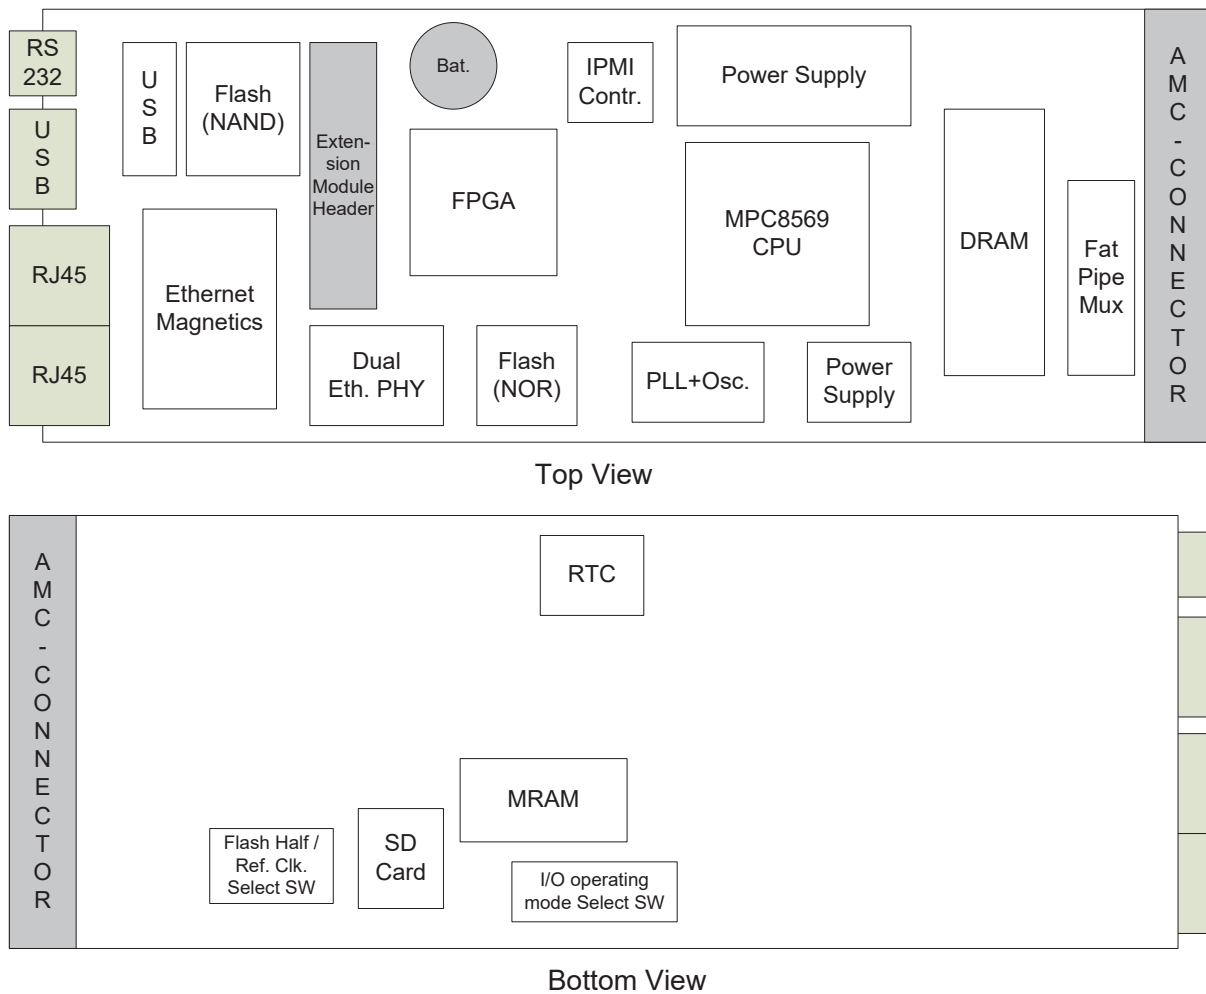 RS
232
U
S
B
RJ45
RJ45
U
S
B
Flash
(NAND)
Ethernet
Magnetics
Exten-
sion
Module
Header
Bat.
FPGA
Dual
Eth. PHY
Flash
(NOR)
IPMI
Contr.
Power Supply
MPC8569
CPU
PLL+Osc.
Power
Supply
DRAM
Fat
Pipe
Mux
A
M
C
-
C
O
N
N
E
C
T
O
R
Top View
A
M
C
-
C
O
N
N
E
C
T
O
R
RTC
MRAM
Flash Half /
Ref. Clk.
Select SW
SD
Card
I/O operating
mode Select SW
Bottom View